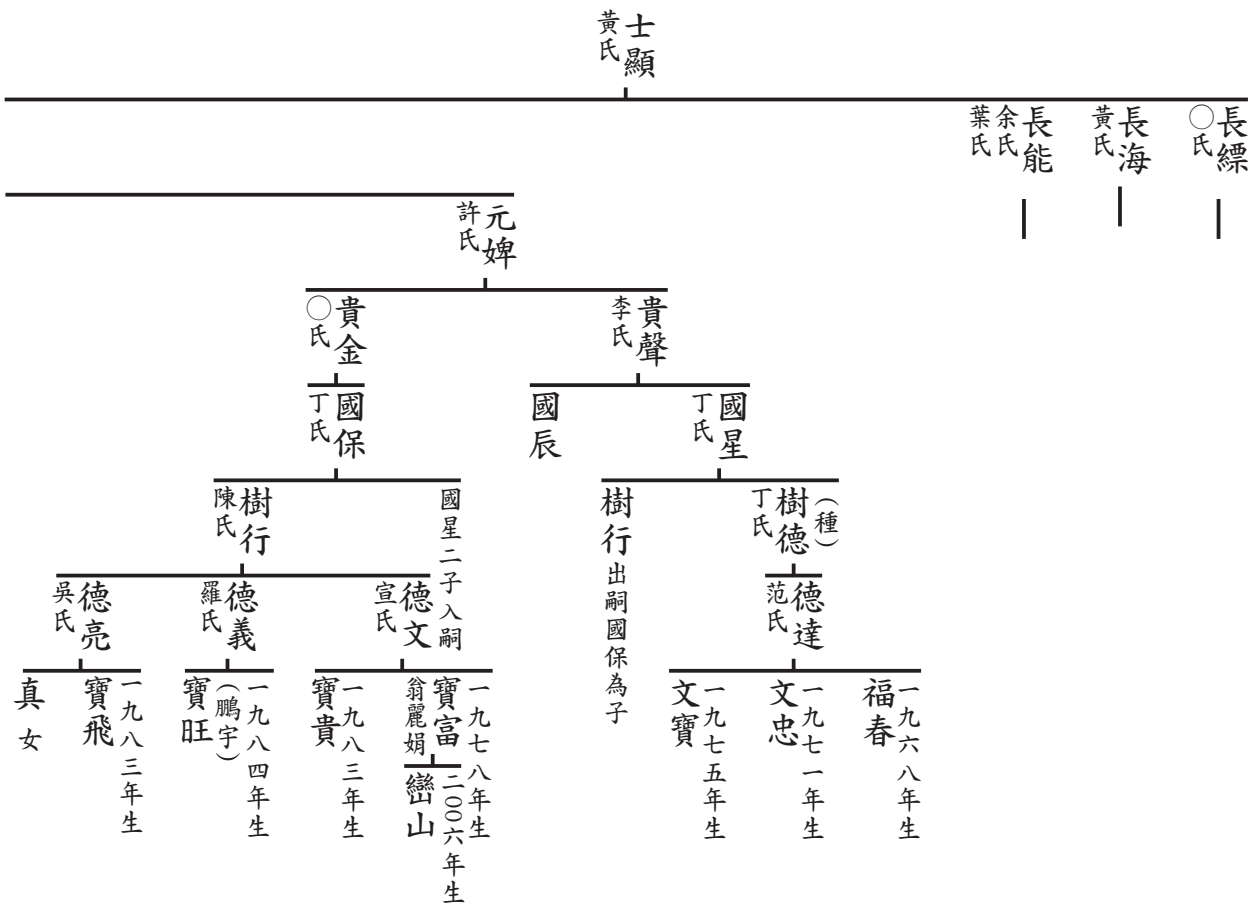 士顯
黃氏
長縹
〇氏
長海
黃氏
長能
余氏
葉氏
元婢
許氏
貴聲
李氏
貴金
〇氏
國星
丁氏
國辰
國保
丁氏
(種)
樹德
丁氏
樹行出嗣國保為子
國星二子入嗣
樹行
陳氏
德達
范氏
德文
宣氏
德義
羅氏
德亮
吳氏
一九六八年生
福春
一九七一年生
文忠
一九七五年生
文寶
一九七八年生
寶富
翁麗娟
一九八三年生
寶貴
一九八四年生
(鵬宇)
寶旺
一九八三年生
寶飛
真女
二〇〇六年生
巒山